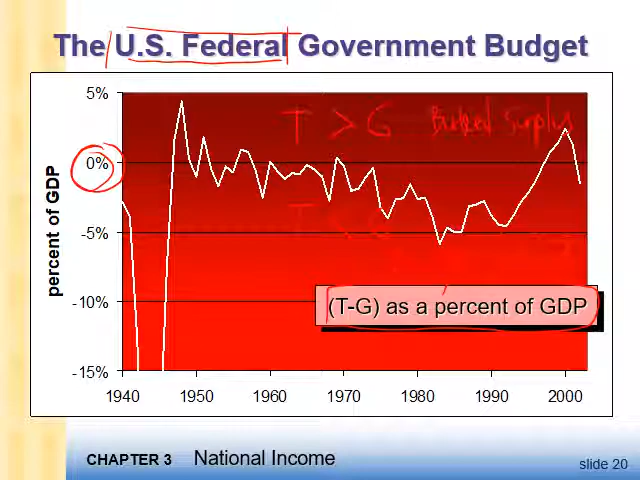 The U.S. Federal Government Budget
5%
T > G Budget Surplus
0%
T < G
-5%
-10%
-15%
percent of GDP
(T-G) as a percent of GDP
1940 1950 1960 1970 1980 1990 2000
CHAPTER 3 National Income
slide 20